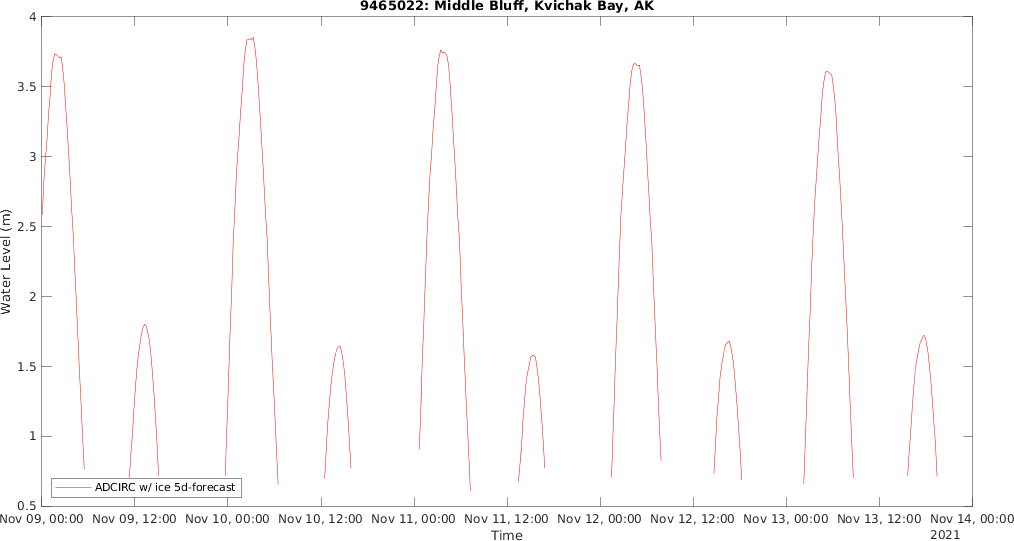 9465022: Middle Bluff, Kvichak Bay, AK
4
3.5
3
2.5
2
1.5
1
0.5
Water Level (m)
ADCIRC w/ ice 5d-forecast
Nov 09, 00:00 Nov 09, 12:00 Nov 10, 00:00 Nov 10, 12:00 Nov 11, 00:00 Nov 11, 12:00 Nov 12, 00:00 Nov 12, 12:00 Nov 13, 00:00 Nov 13, 12:00 Nov 14, 00:00
Time
2021